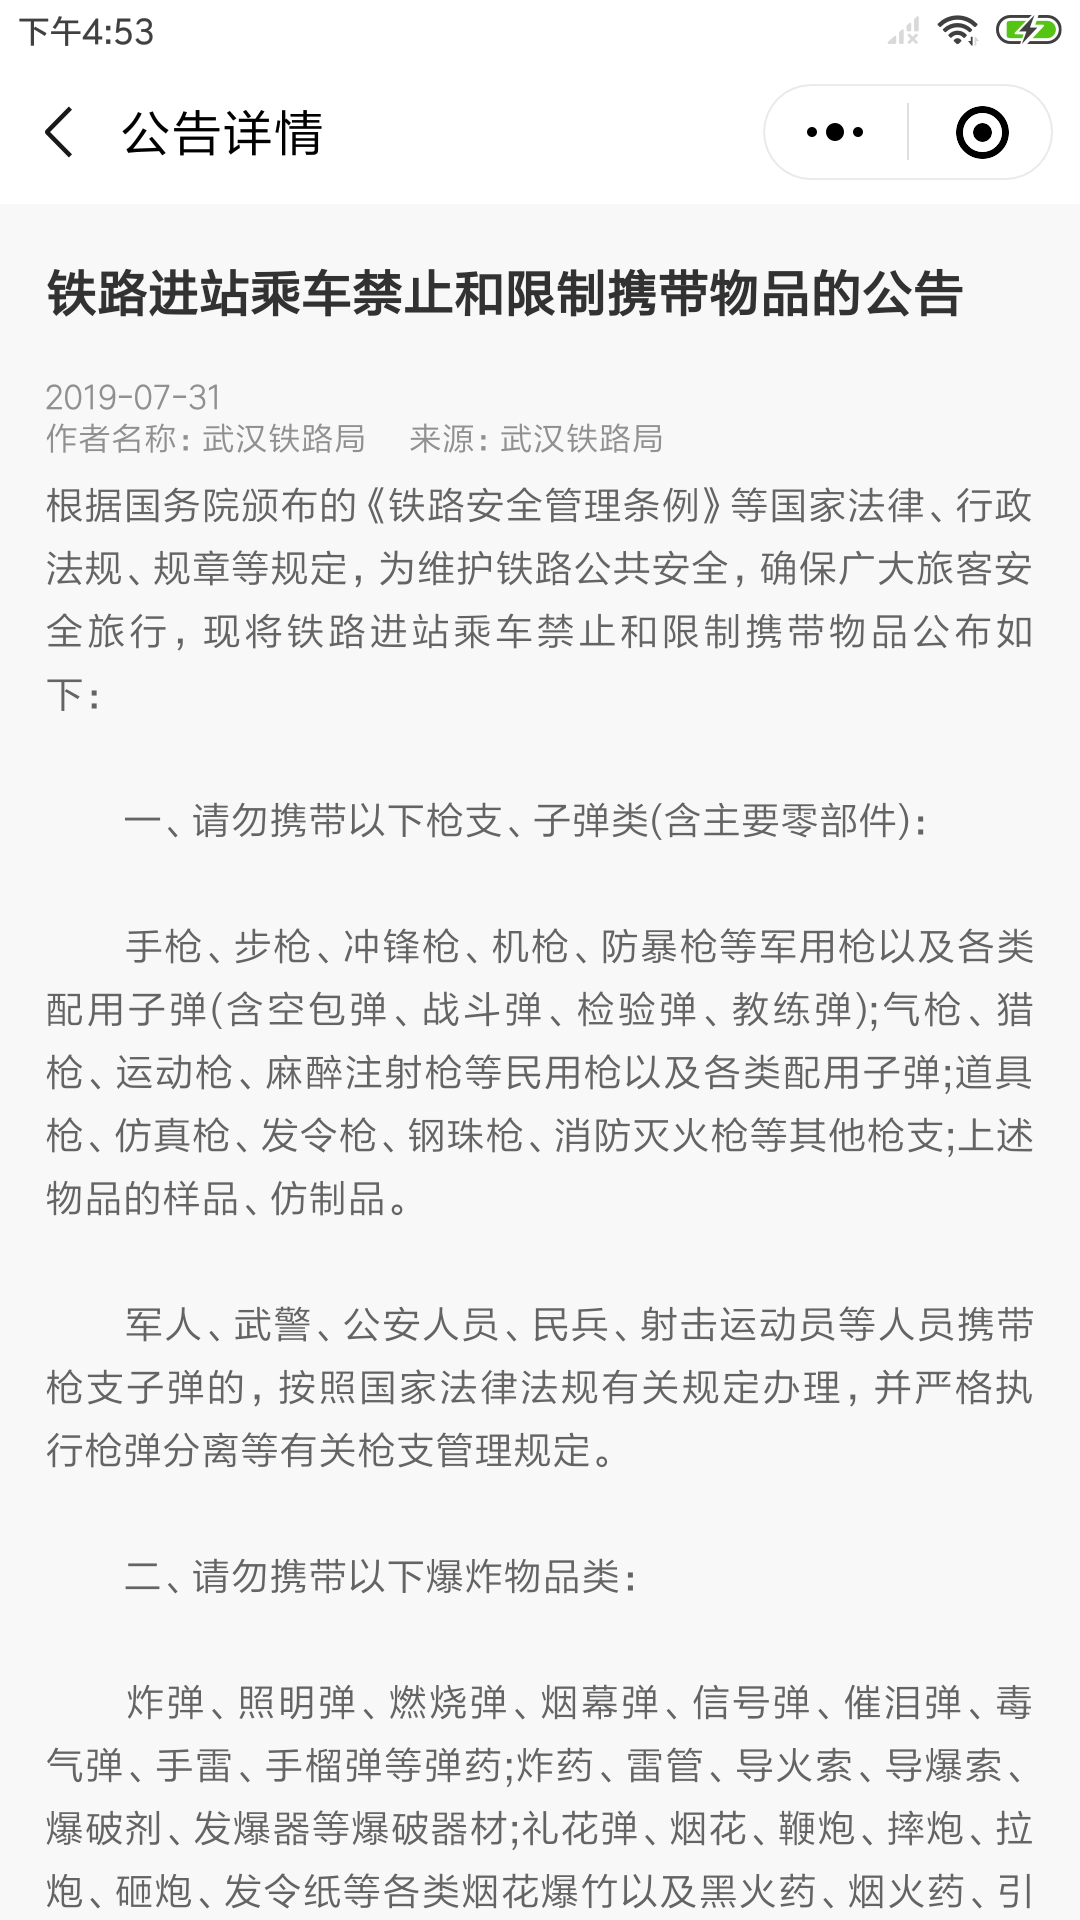 下午4:53
公告详情
铁路进站乘车禁止和限制携带物品的公告
2019-07-31
作者名称：武汉铁路局 来源：武汉铁路局
根据国务院颁布的《铁路安全管理条例》等国家法律、行政
法规、规章等规定，为维护铁路公共安全，确保广大旅客安
全旅行，现将铁路进站乘车禁止和限制携带物品公布如
下：
一、请勿携带以下枪支、子弹类(含主要零部件)：
手枪、步枪、冲锋枪、机枪、防暴枪等军用枪以及各类
配用子弹(含空包弹、战斗弹、检验弹、教练弹);气枪、猎
枪、运动枪、麻醉注射枪等民用枪以及各类配用子弹;道具
枪、仿真枪、发令枪、钢珠枪、消防灭火枪等其他枪支;上述
物品的样品、仿制品。
军人、武警、公安人员、民兵、射击运动员等人员携带
枪支子弹的，按照国家法律法规有关规定办理，并严格执
行枪弹分离等有关枪支管理规定。
二、请勿携带以下爆炸物品类：
炸弹、照明弹、燃烧弹、烟幕弹、信号弹、催泪弹、毒
气弹、手雷、手榴弹等弹药;炸药、雷管、导火索、导爆索、
爆破剂、发爆器等爆破器材;礼花弹、烟花、鞭炮、摔炮、拉
炮、砸炮、发令纸等各类烟花爆竹以及黑火药、烟火药、引